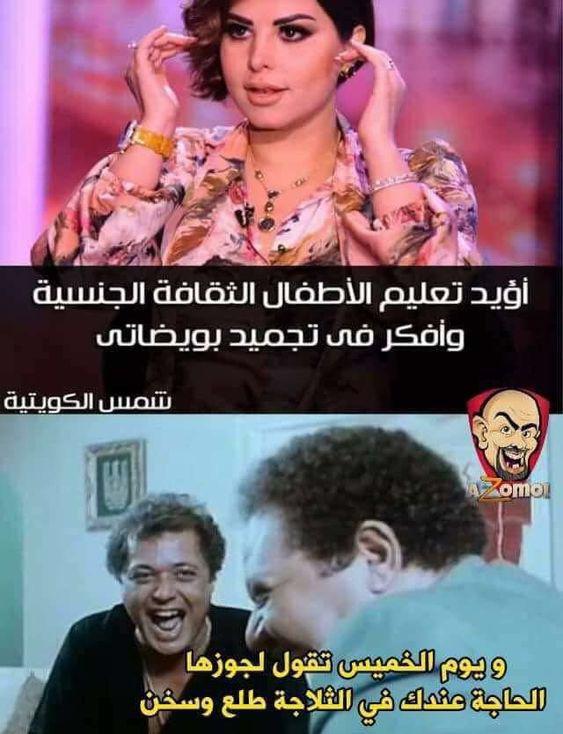 أؤيد تعليم الأطفال الثقافة الجنسية
وأفكر فى تجميد بويضاتى
شمس الكويتية
AZomol
و يوم الخميس تقول لجوزها
الحاجة عندك في الثلاجة طلع وسخن